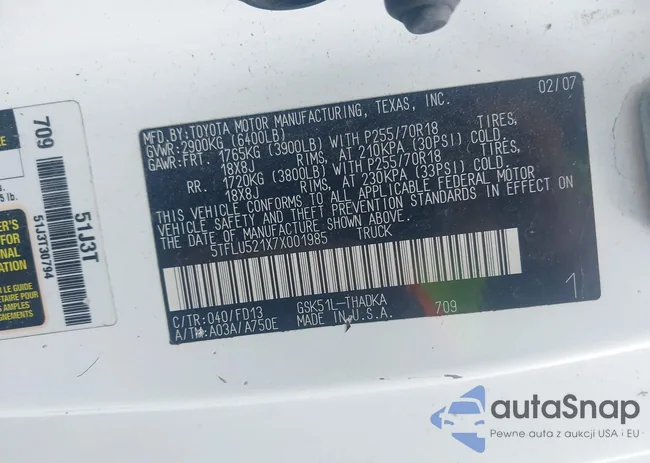 MFD.BY:TOYOTA MOTOR MANUFACTURING, TEXAS, INC. 02/07
GVWR:2900KG (6400LB)
GAWR:FRT. 1765KG (3900LB) WITH P255/70R18 TIRES,
18X8J RIMS, AT 210KPA (30PSI) COLD.
RR. 1720KG (3800LB) WITH P255/70R18 TIRES,
18X8J RIMS, AT 230KPA (33PSI) COLD.
THIS VEHICLE CONFORMS TO ALL APPLICABLE FEDERAL MOTOR
VEHICLE SAFETY STANDARDS IN EFFECT ON
THEFT PREVENTION
THE DATE OF MANUFACTURE SHOWN ABOVE.
5TFLU521X7X001985 TRUCK
C/TR:040/FD13 GSK51L-THADKA
A/TM:A03A/A750E MADE IN U.S.A. 709
1
709
51J3T
51J3T30794
autaSnap
Pewne auta z aukcji USA i EU